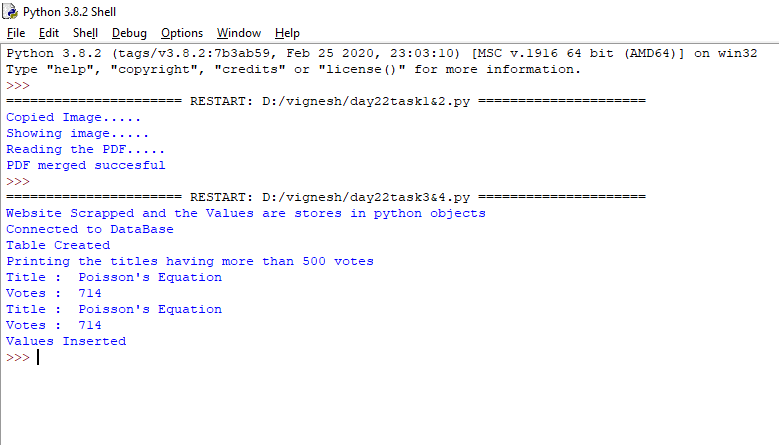 Python 3.8.2 Shell
File Edit Shell Debug Options Window Help
Python 3.8.2 (tags/v3.8.2:7b3ab59, Feb 25 2020, 23:03:10) [MSC v.1916 64 bit (AMD64)] on win32
Type "help", "copyright", "credits" or "license()" for more information.
>>>
====================== RESTART: D:/vignesh/day22task1&2.py =====================
Copied Image.....
Showing image.....
Reading the PDF.....
PDF merged succesful
>>>
====================== RESTART: D:/vignesh/day22task3&4.py =====================
Website Scrapped and the Values are stores in python objects
Connected to DataBase
Table Created
Printing the titles having more than 500 votes
Title :  Poisson's Equation
Votes :  714
Title :  Poisson's Equation
Votes :  714
Values Inserted
>>>